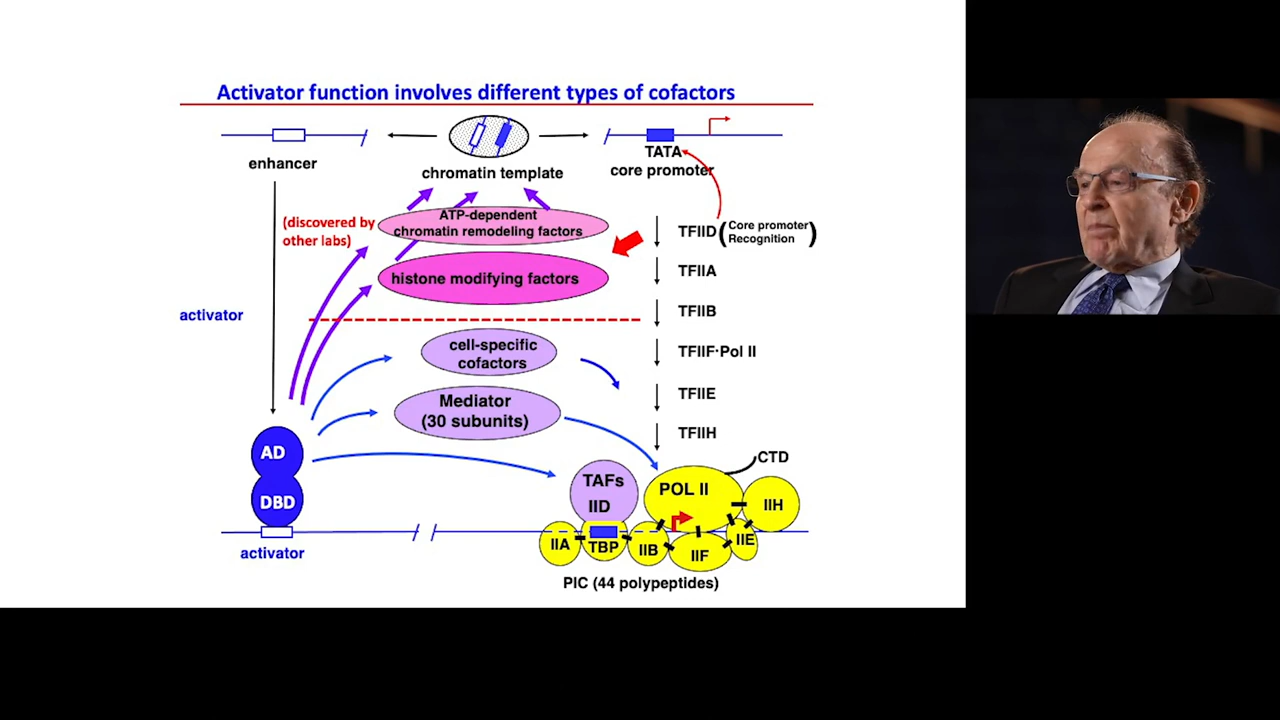 Activator function involves different types of cofactors
enhancer
chromatin template
TATA
core promoter
(discovered by
other labs)
ATP-dependent
chromatin remodeling factors
histone modifying factors
activator
cell-specific
cofactors
Mediator
(30 subunits)
TFIID (Core promoter
Recognition)
TFIIA
TFIIB
TFIIF·Pol II
TFIIE
TFIIH
CTD
AD
DBD
activator
TAFs
IID
POL II
IIH
IIA
TBP
IIB
IIF
IIE
PIC (44 polypeptides)